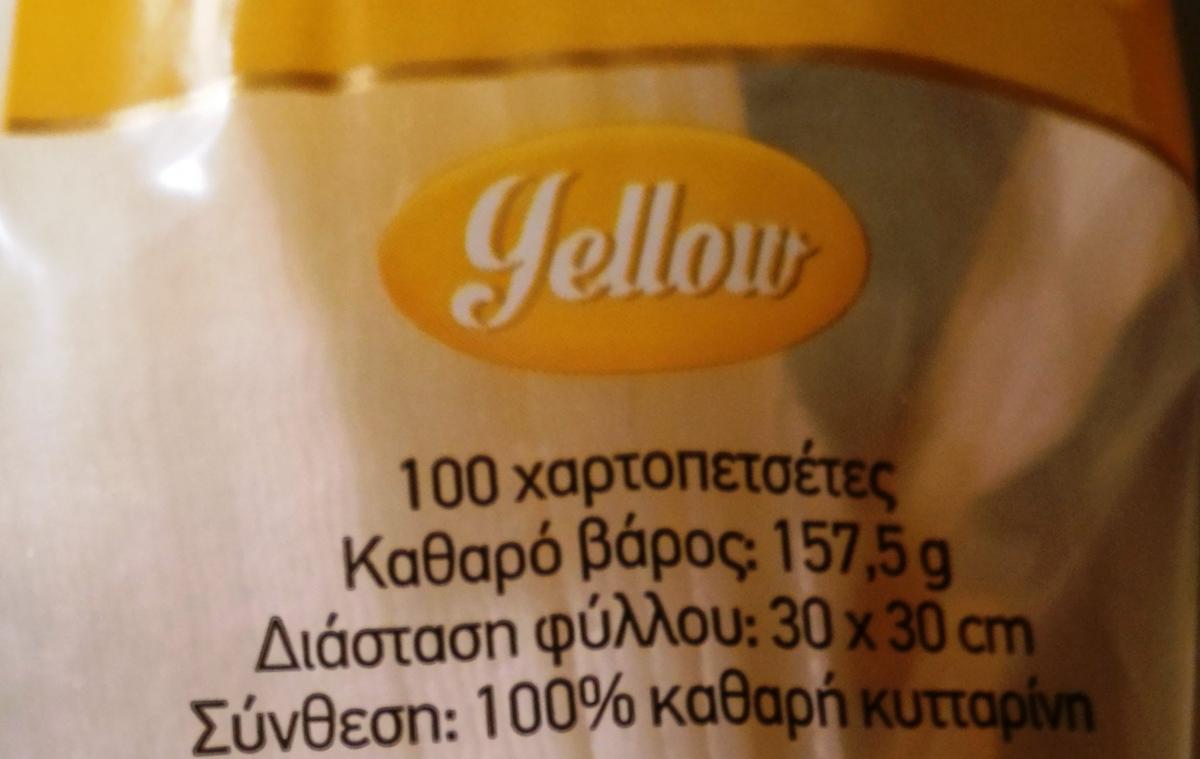 Yellow
100 χαρτοπετσέτες
Καθαρό βάρος: 157,5 g
Διάσταση φύλλου: 30 x 30 cm
Σύνθεση: 100% καθαρή κυτταρίνη